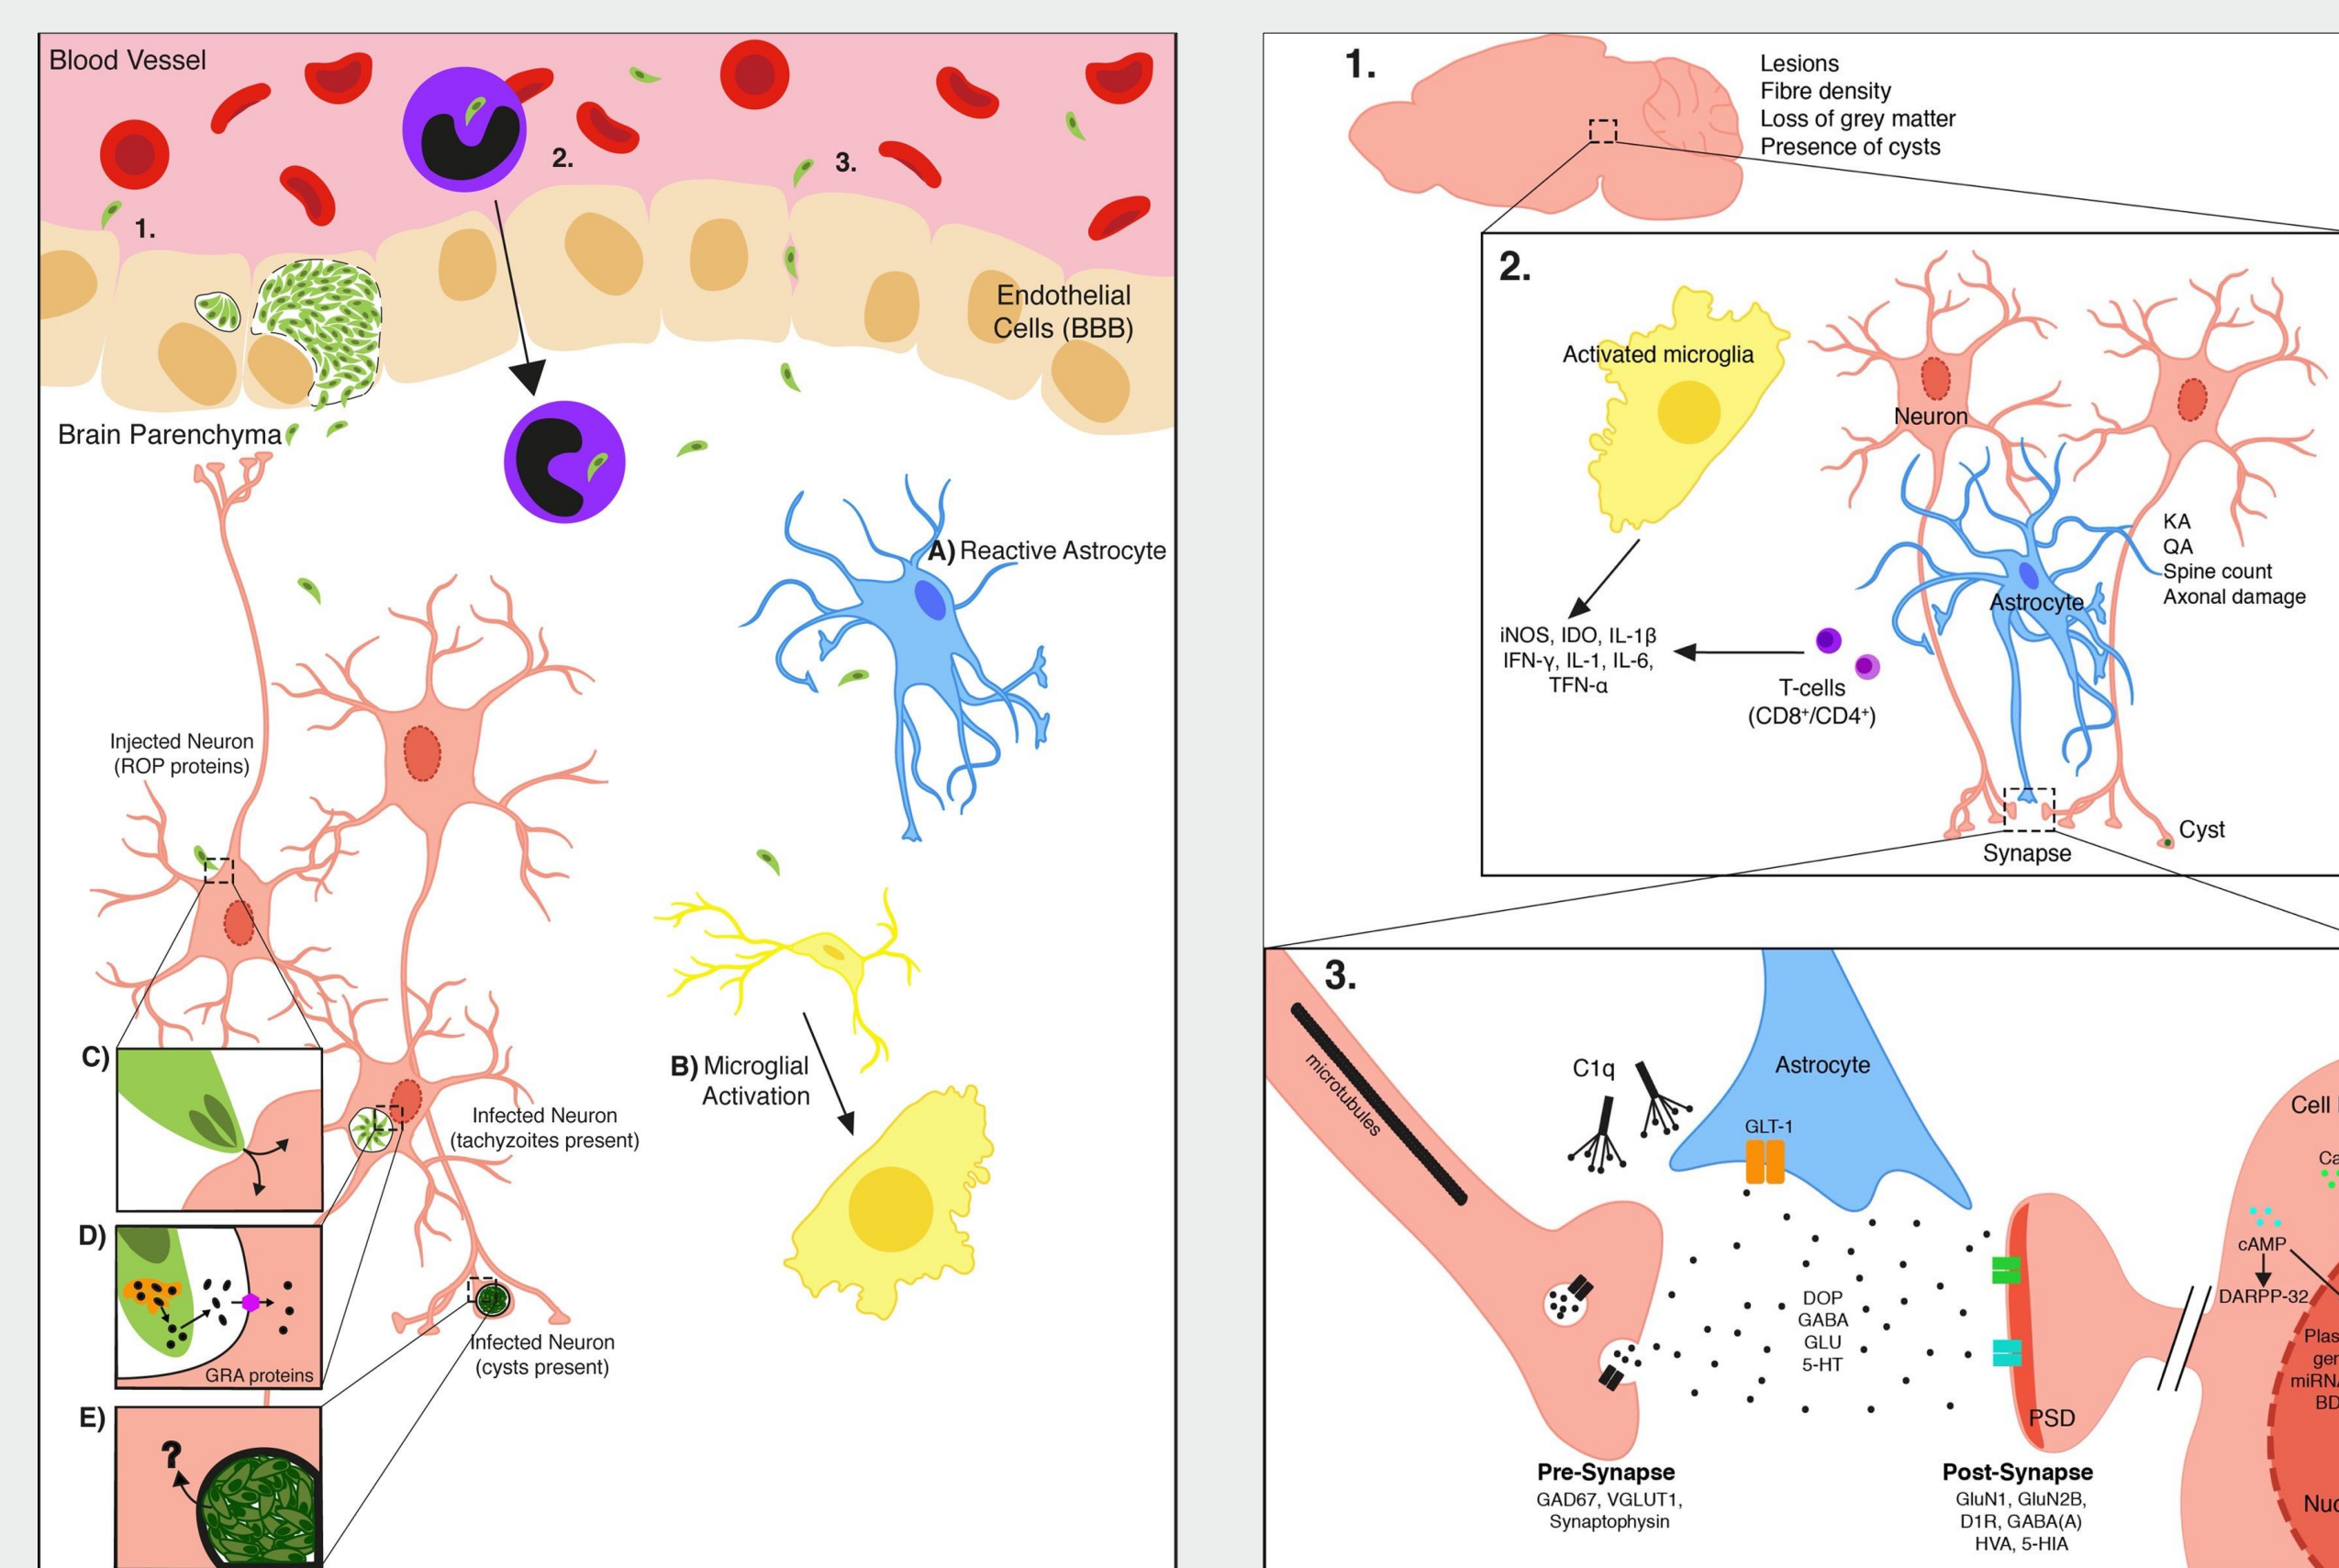 Blood Vessel
1.
2.
3.
Endothelial
Cells (BBB)
Brain Parenchyma
A) Reactive Astrocyte
Injected Neuron
(ROP proteins)
B) Microglial
Activation
C)
Infected Neuron
(tachyzoites present)
D)
GRA proteins
Infected Neuron
(cysts present)
E)
?
1.
Lesions
Fibre density
Loss of grey matter
Presence of cysts
2.
Activated microglia
Neuron
KA
QA
Spine count
Axonal damage
Astrocyte
iNOS, IDO, IL-1β
IFN-γ, IL-1, IL-6,
TFN-α
T-cells
(CD8⁺/CD4⁺)
Cyst
Synapse
3.
microtubules
C1q
Astrocyte
GLT-1
DOP
GABA
GLU
5-HT
PSD
Pre-Synapse
GAD67, VGLUT1,
Synaptophysin
Post-Synapse
GluN1, GluN2B,
D1R, GABA(A)
HVA, 5-HIA
Cell
cAMP
DARPP-32